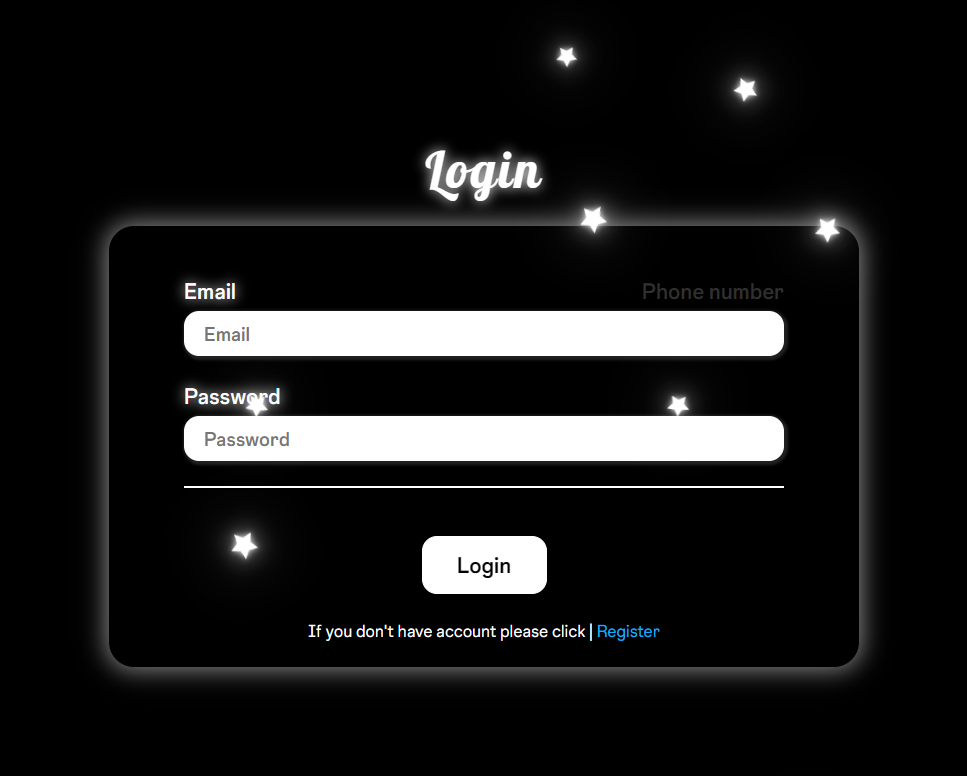 Login
Email Phone number
Email
Password
Password
Login
If you don't have account please click | Register